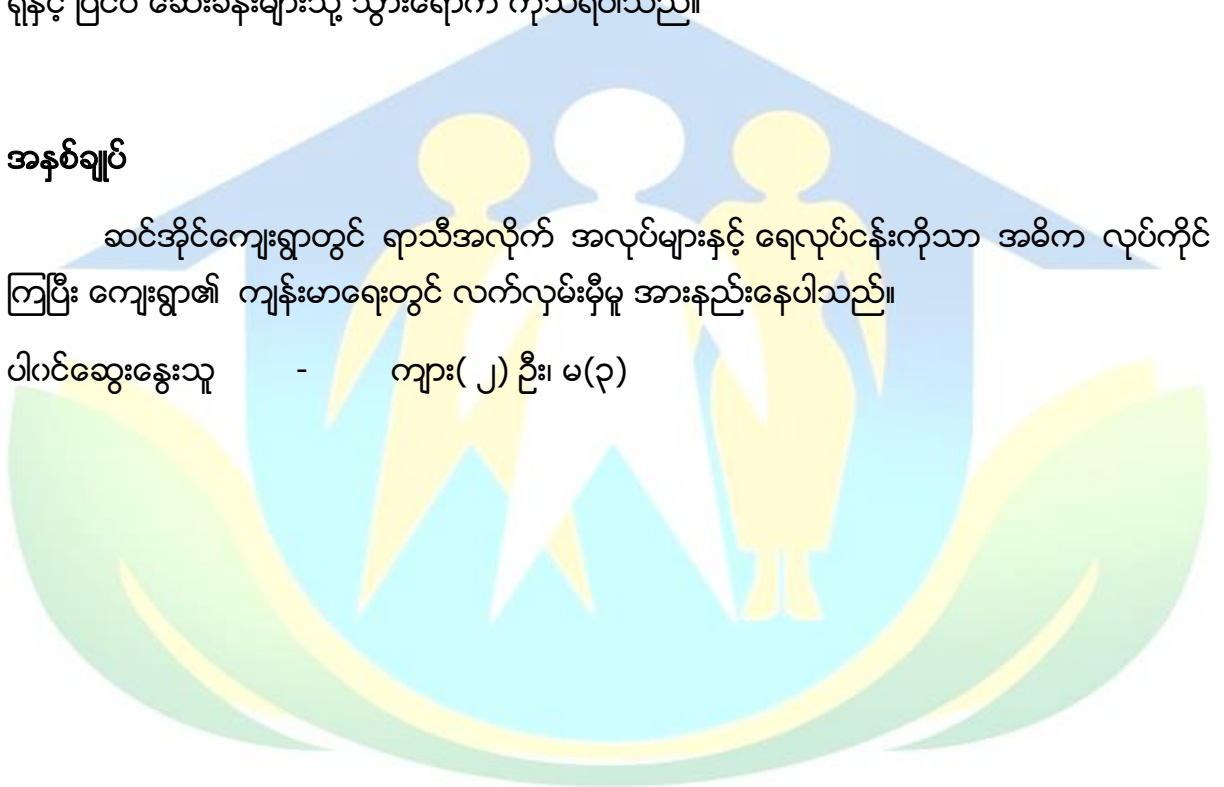 ရုံနှင့် ပြင်ပ ဆေးခန်းများသို့ သွားရောက် ကုသရပါသည်။
အနှစ်ချုပ်
ဆင်အိုင်ကျေးရွာတွင် ရာသီအလိုက် အလုပ်များနှင့် ရေလုပ်ငန်းကိုသာ အဓိက လုပ်ကိုင်
ကြပြီး ကျေးရွာ၏ ကျန်းမာရေးတွင် လက်လှမ်းမှီမူ အားနည်းနေပါသည်။
ပါ၀င်ဆွေးနွေးသူ - ကျား( ၂) ဦး၊ မ(၃)